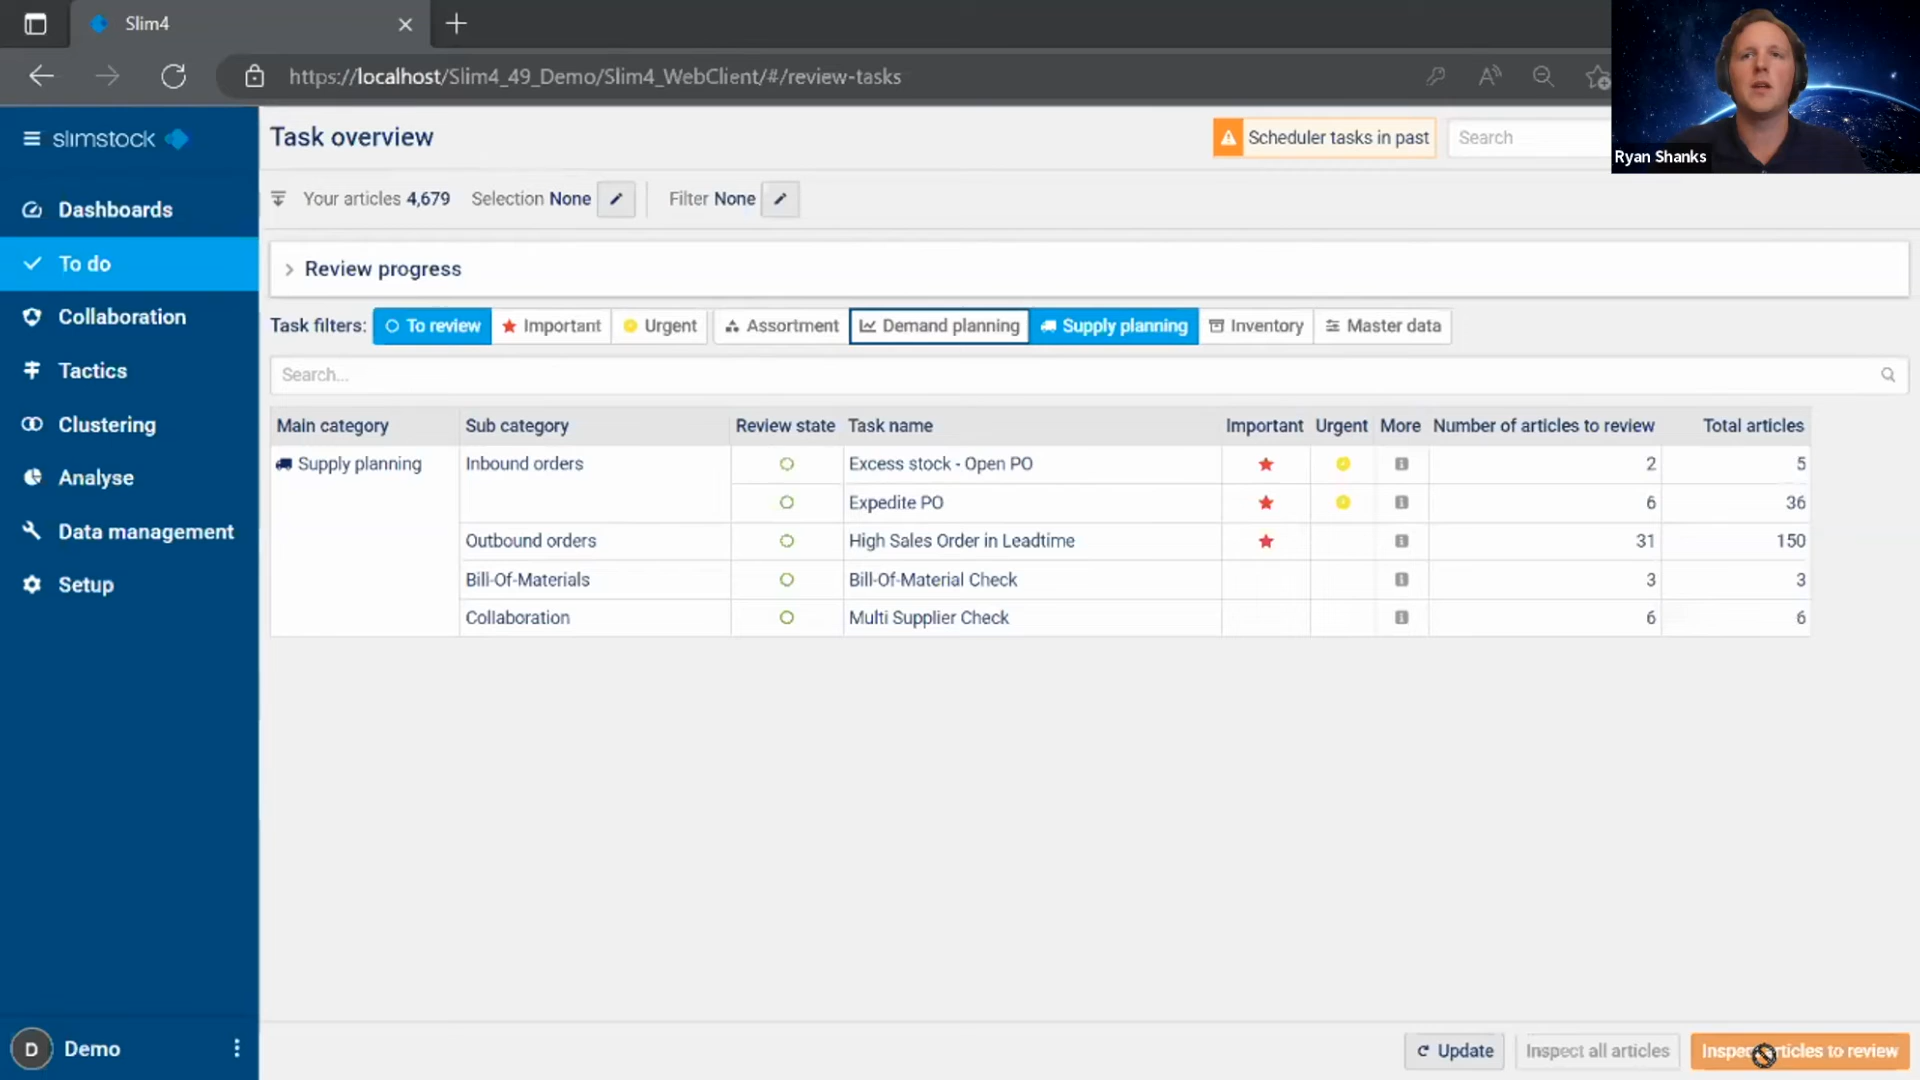 Slim4
https://localhost/Slim4_49_Demo/Slim4_WebClient/#/review-tasks
Ryan Shanks
slimstock
Dashboards
To do
Collaboration
Tactics
Clustering
Analyse
Data management
Setup
D Demo
Task overview
Scheduler tasks in past
Search
Your articles 4,679 Selection None Filter None
Review progress
Task filters: To review Important Urgent Assortment Demand planning Supply planning Inventory Master data
Search...
Main category Sub category Review state Task name Important Urgent More Number of articles to review Total articles
Supply planning Inbound orders Excess stock - Open PO 2 5
Expedite PO 6 36
Outbound orders High Sales Order in Leadtime 31 150
Bill-Of-Materials Bill-Of-Material Check 3 3
Collaboration Multi Supplier Check 6 6
Update Inspect all articles Inspect articles to review